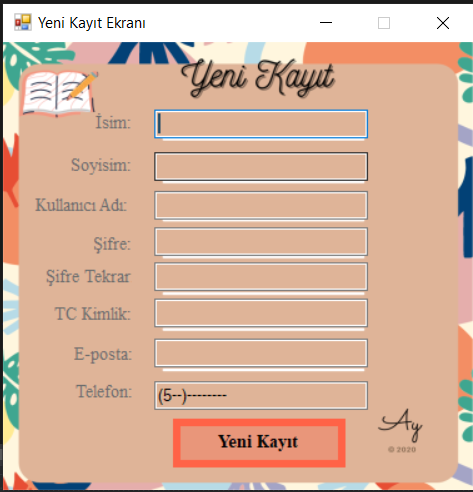 Yeni Kayıt Ekranı
Yeni Kayıt
İsim:
Soyisim:
Kullanıcı Adı:
Şifre:
Şifre Tekrar
TC Kimlik:
E-posta:
Telefon: (5--)--------
Yeni Kayıt
Ay
© 2020